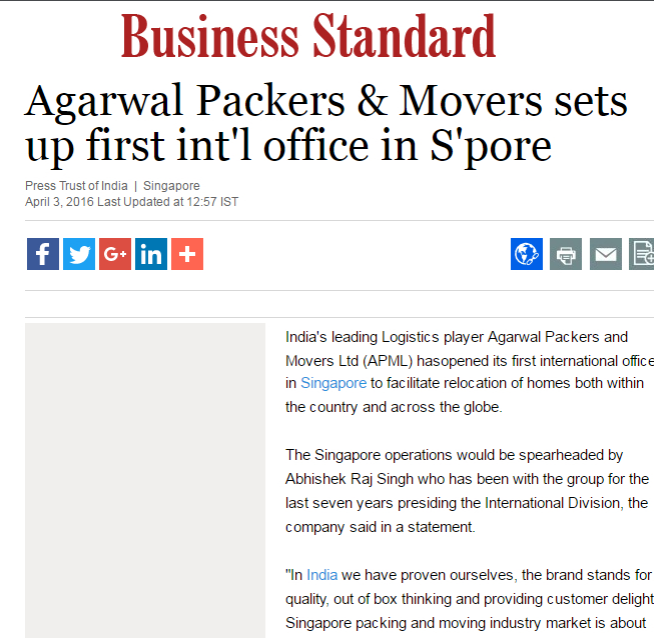 Business Standard
Agarwal Packers & Movers sets
up first int'l office in S'pore
Press Trust of India | Singapore
April 3, 2016 Last Updated at 12:57 IST
f G+ in +
India's leading Logistics player Agarwal Packers and
Movers Ltd (APML) hasopened its first international office
in Singapore to facilitate relocation of homes both within
the country and across the globe.
The Singapore operations would be spearheaded by
Abhishek Raj Singh who has been with the group for the
last seven years presiding the International Division, the
company said in a statement.
"In India we have proven ourselves, the brand stands for
quality, out of box thinking and providing customer delight
Singapore packing and moving industry market is about